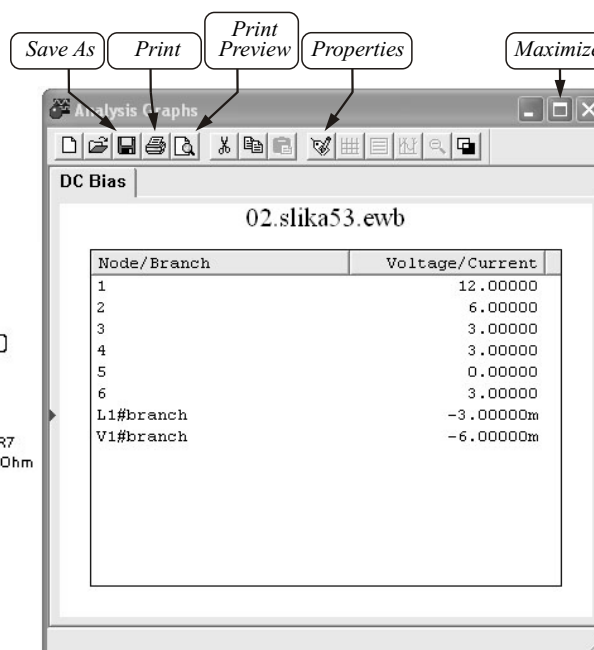 Save As
Print
Print
Preview
Properties
Maximize
Analysis Graphs
DC Bias
02.slika53.ewb
Node/Branch Voltage/Current
1 12.00000
2 6.00000
3 3.00000
4 3.00000
5 0.00000
6 3.00000
L1#branch -3.00000m
V1#branch -6.00000m
R7
Ohm